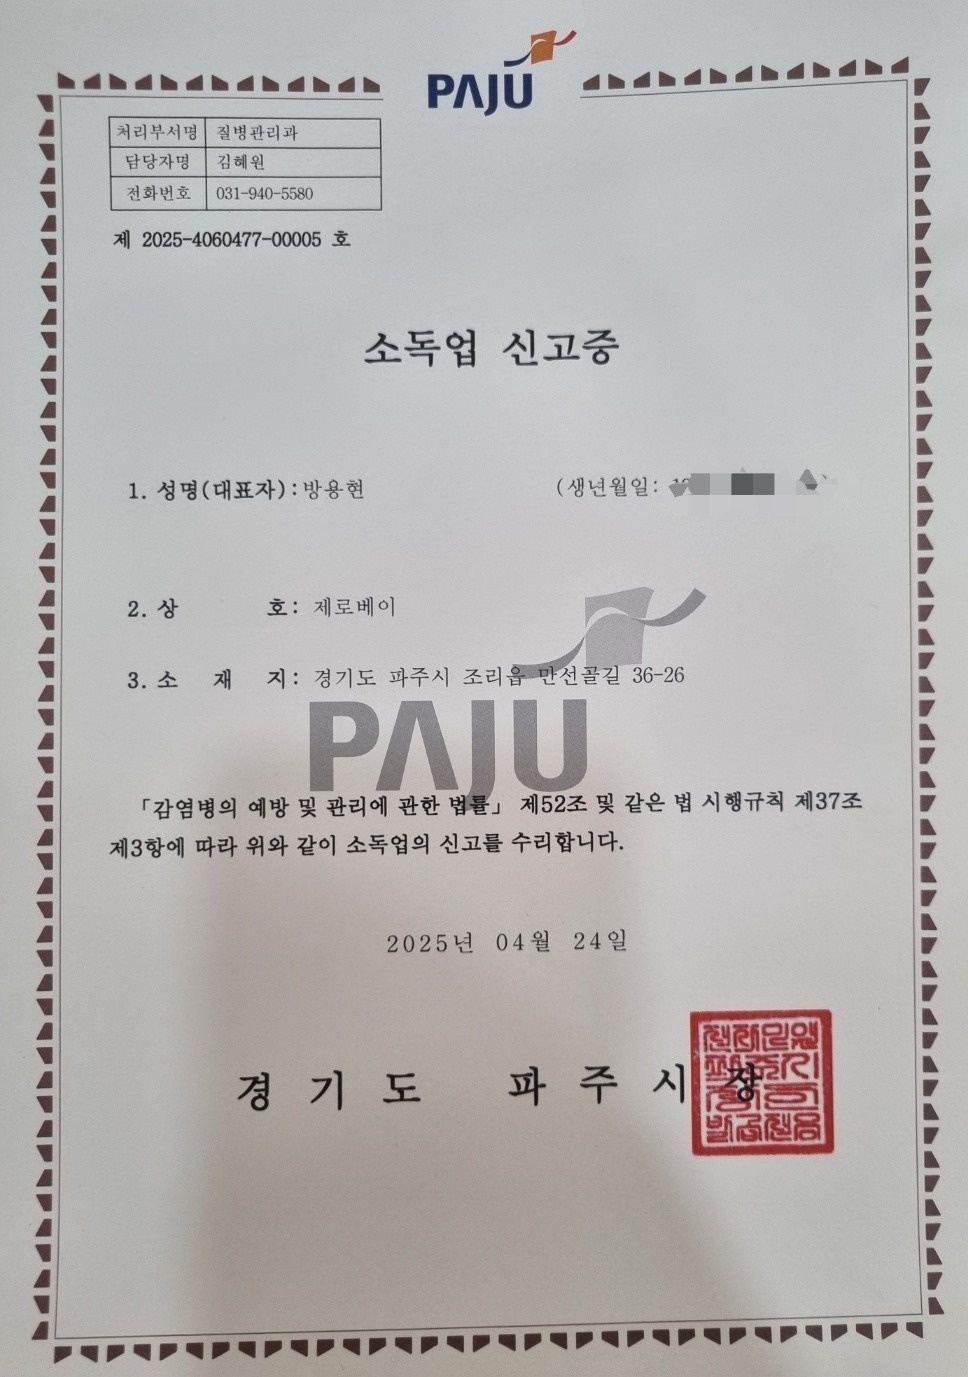 PAJU
처리부서명 질병관리과
담당자명 김혜원
전화번호 031-940-5580
제 2025-4060477-00005 호
소독업 신고증
1. 성명(대표자): 방용현 (생년월일:
2. 상 호: 제로베이
3. 소 재 지: 경기도 파주시 조리읍 만선골길 36-26
PAJU
「감염병의 예방 및 관리에 관한 법률」 제52조 및 같은 법 시행규칙 제37조
제3항에 따라 위와 같이 소독업의 신고를 수리합니다.
2025년 04월 24일
경 기 도 파 주 시 장